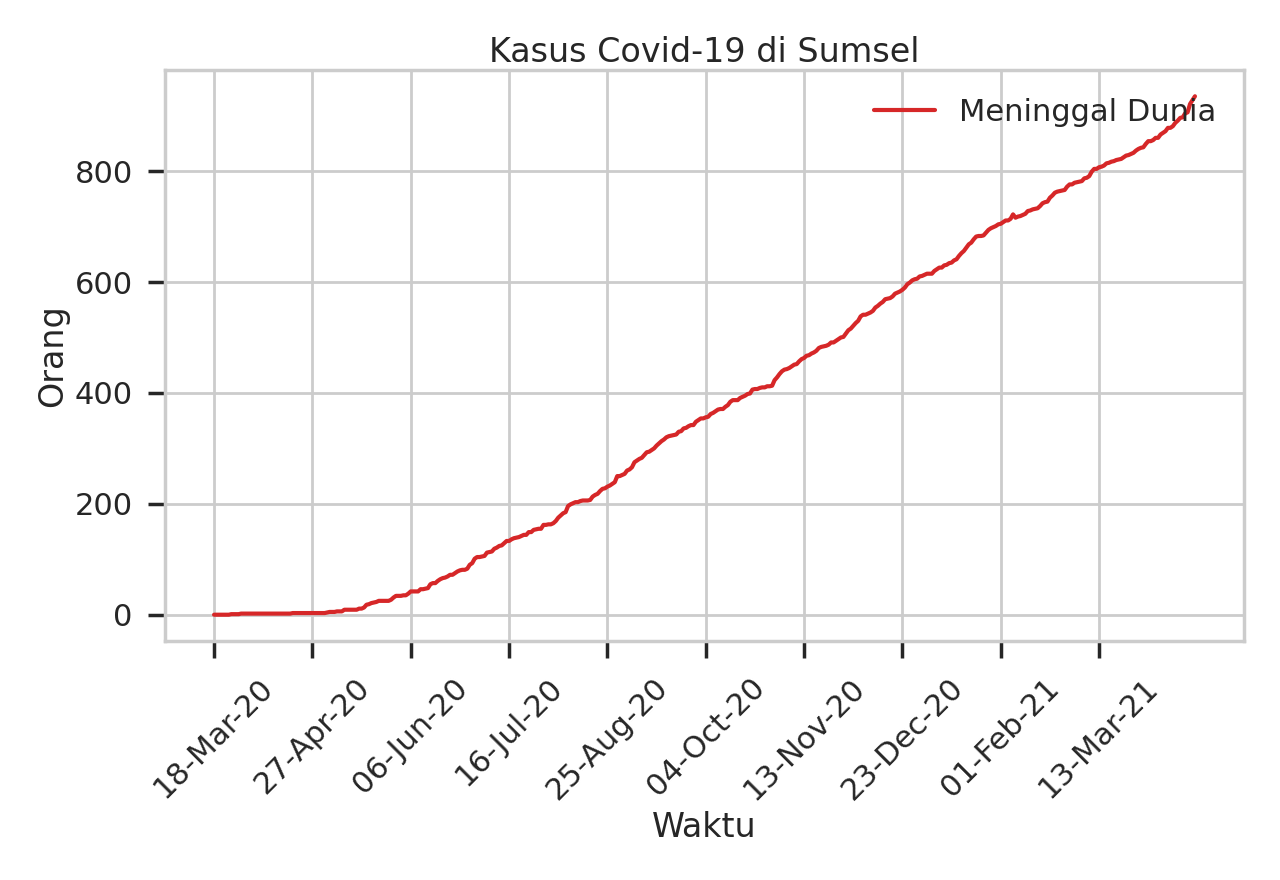 Kasus Covid-19 di Sumsel
Meninggal Dunia
Orang
800
600
400
200
0
18-Mar-20
27-Apr-20
06-Jun-20
16-Jul-20
25-Aug-20
04-Oct-20
13-Nov-20
23-Dec-20
01-Feb-21
13-Mar-21
Waktu